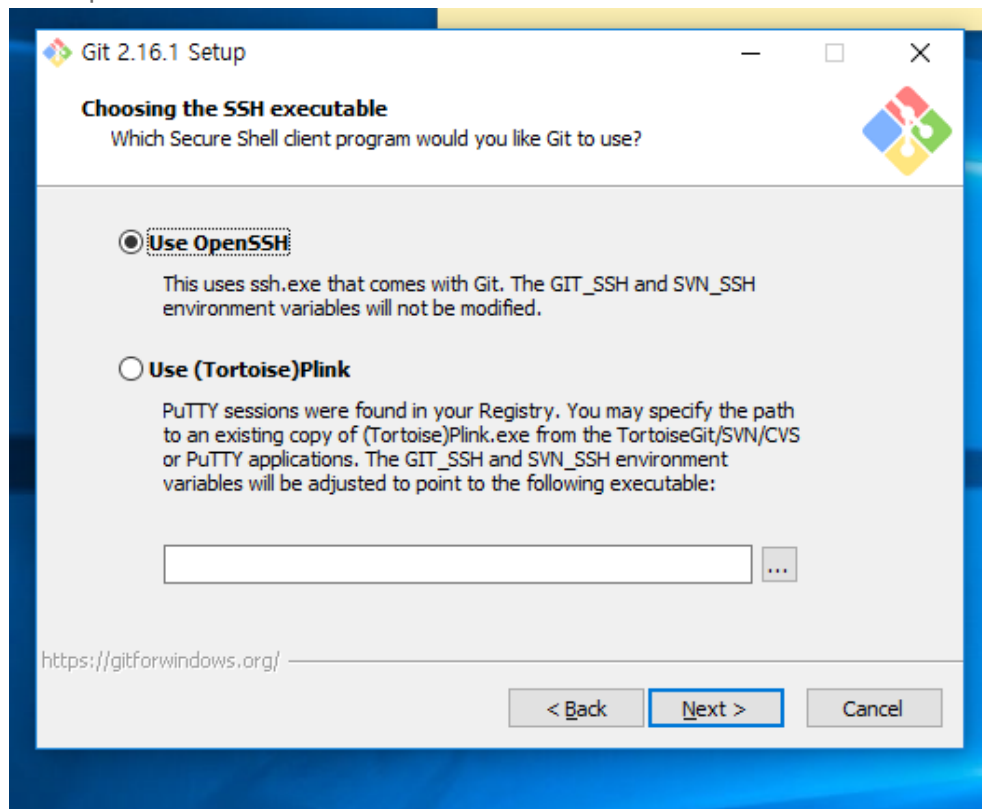 Git 2.16.1 Setup
Choosing the SSH executable
Which Secure Shell client program would you like Git to use?
Use OpenSSH
This uses ssh.exe that comes with Git. The GIT_SSH and SVN_SSH
environment variables will not be modified.
Use (Tortoise)Plink
PuTTY sessions were found in your Registry. You may specify the path
to an existing copy of (Tortoise)Plink.exe from the TortoiseGit/SVN/CVS
or PuTTY applications. The GIT_SSH and SVN_SSH environment
variables will be adjusted to point to the following executable:
...
https://gitforwindows.org/
< Back Next > Cancel